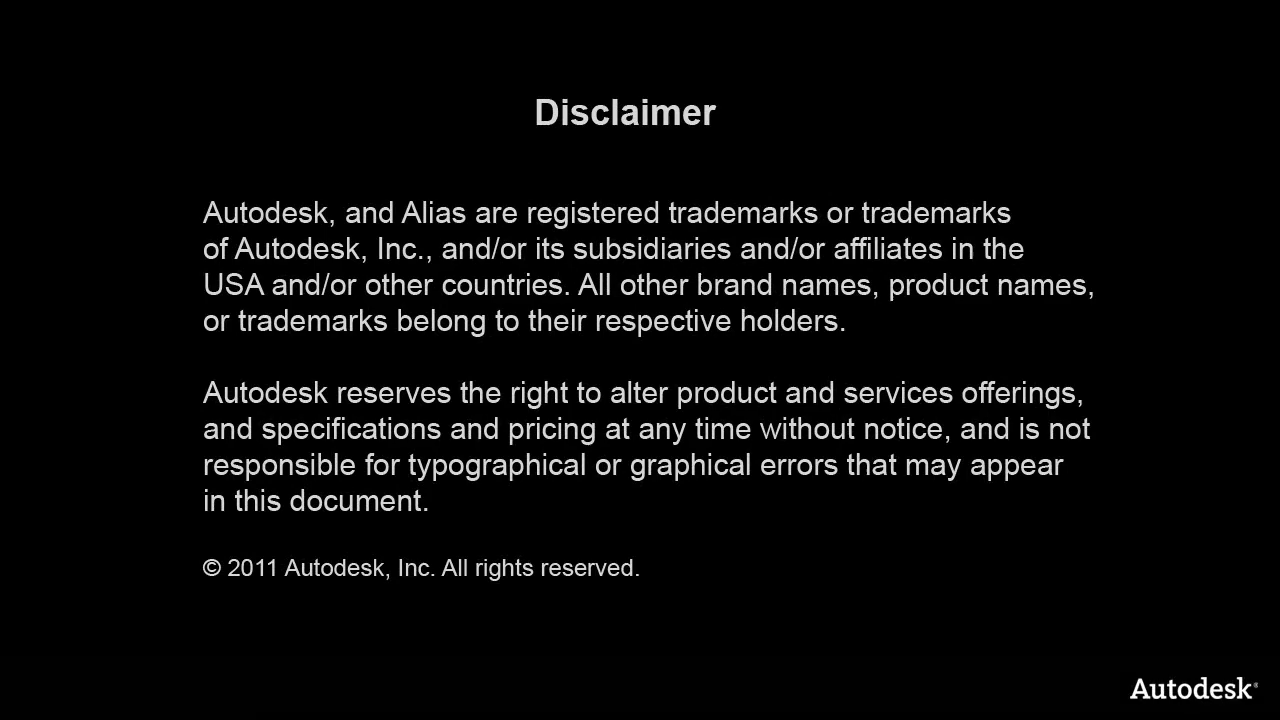 Disclaimer
Autodesk, and Alias are registered trademarks or trademarks
of Autodesk, Inc., and/or its subsidiaries and/or affiliates in the
USA and/or other countries. All other brand names, product names,
or trademarks belong to their respective holders.
Autodesk reserves the right to alter product and services offerings,
and specifications and pricing at any time without notice, and is not
responsible for typographical or graphical errors that may appear
in this document.
© 2011 Autodesk, Inc. All rights reserved.
Autodesk®